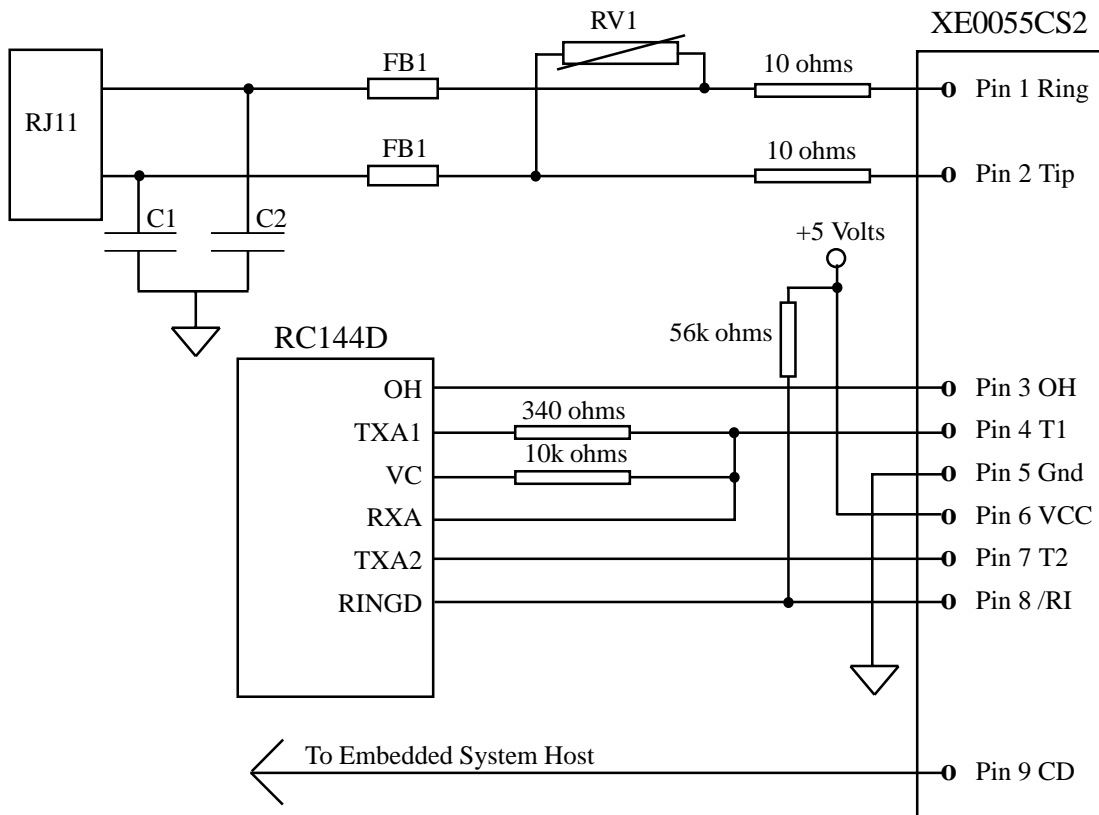 XE0055CS2
RV1
FB1
10 ohms
Pin 1 Ring
RJ11
FB1
10 ohms
Pin 2 Tip
C1
C2
+5 Volts
RC144D
56k ohms
OH
Pin 3 OH
340 ohms
TXA1
Pin 4 T1
10k ohms
VC
Pin 5 Gnd
RXA
Pin 6 VCC
TXA2
Pin 7 T2
RINGD
Pin 8 /RI
To Embedded System Host
Pin 9 CD